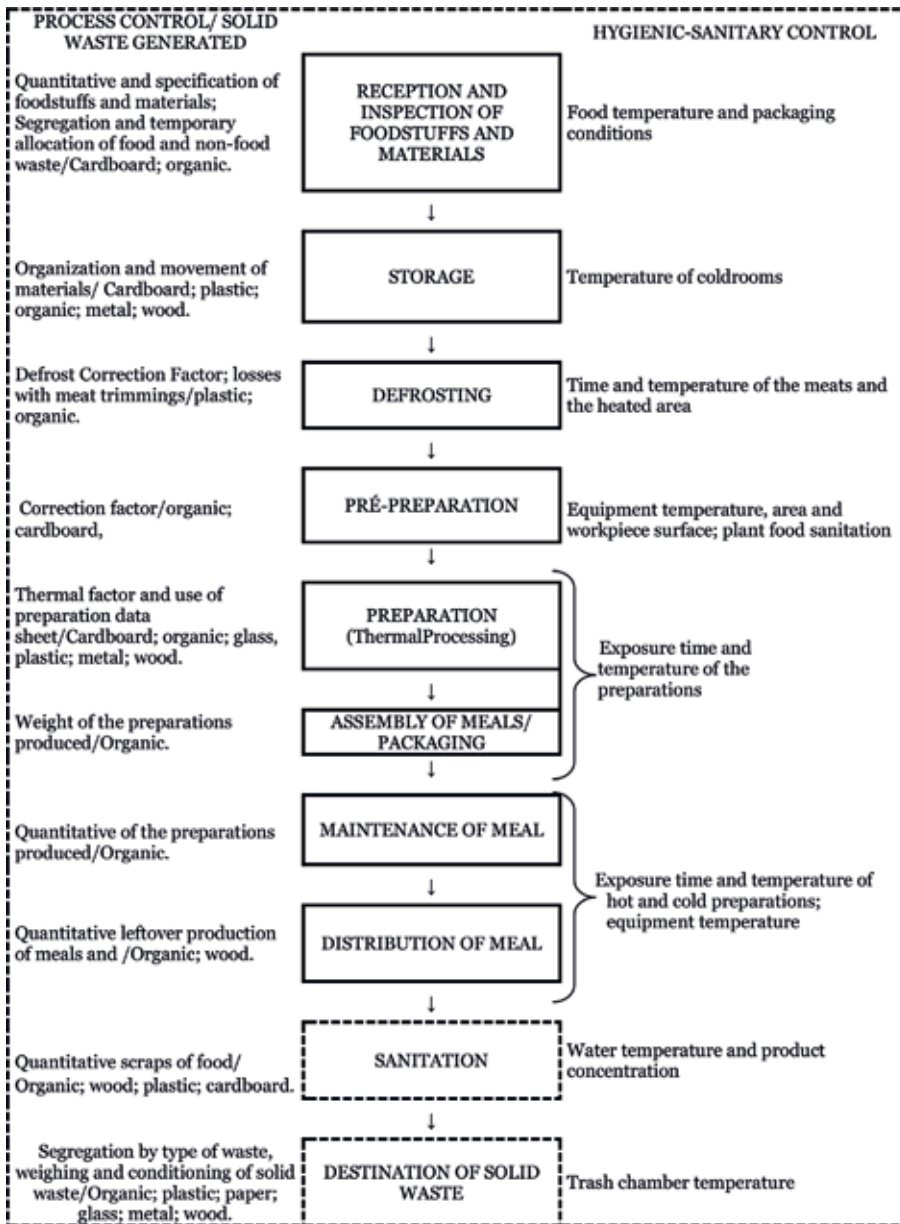 PROCESS CONTROL/ SOLID
WASTE GENERATED
HYGIENIC-SANITARY CONTROL
Quantitative and specification of
foodstuffs and materials;
Segregation and temporary
allocation of food and non-food
waste/Cardboard; organic.
RECEPTION AND
INSPECTION OF
FOODSTUFFS AND
MATERIALS
Food temperature and packaging
conditions
↓
Organization and movement of
materials/ Cardboard; plastic;
organic; metal; wood.
STORAGE
Temperature of coldrooms
↓
Defrost Correction Factor; losses
with meat trimmings/plastic;
organic.
DEFROSTING
Time and temperature of the meats and
the heated area
↓
Correction factor/organic;
cardboard,
PRÉ-PREPARATION
Equipment temperature, area and
workpiece surface; plant food sanitation
↓
Thermal factor and use of
preparation data
sheet/Cardboard; organic; glass,
plastic; metal; wood.
PREPARATION
(ThermalProcessing)
Exposure time and
temperature of the
preparations
↓
Weight of the preparations
produced/Organic.
ASSEMBLY OF MEALS/
PACKAGING
↓
Quantitative of the preparations
produced/Organic.
MAINTENANCE OF MEAL
Exposure time and temperature of
hot and cold preparations;
equipment temperature
↓
Quantitative leftover production
of meals and /Organic; wood.
DISTRIBUTION OF MEAL
↓
Quantitative scraps of food/
Organic; wood; plastic; cardboard.
SANITATION
Water temperature and product
concentration
↓
Segregation by type of waste,
weighing and conditioning of solid
waste/Organic; plastic; paper;
glass; metal; wood.
DESTINATION OF SOLID
WASTE
Trash chamber temperature